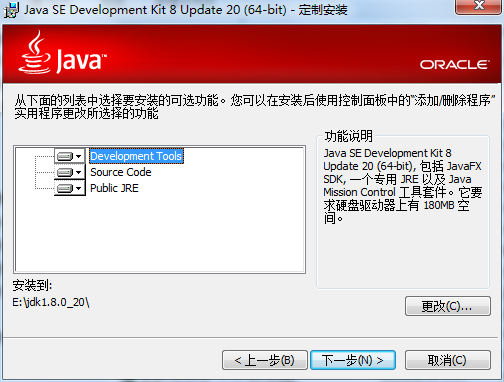 Java SE Development Kit 8 Update 20 (64-bit) - 定制安装
Java™
ORACLE
从下面的列表中选择要安装的可选功能。您可以在安装后使用控制面板中的“添加/删除程序”
实用程序更改所选择的功能
Development Tools
Source Code
Public JRE
功能说明
Java SE Development Kit 8
Update 20 (64-bit), 包括 JavaFX
SDK, 一个专用 JRE 以及 Java
Mission Control 工具套件。它要
求硬盘驱动器上有 180MB 空
间。
安装到:
E:\jdk1.8.0_20\
更改(C)...
< 上一步(B)
下一步(N) >
取消(C)